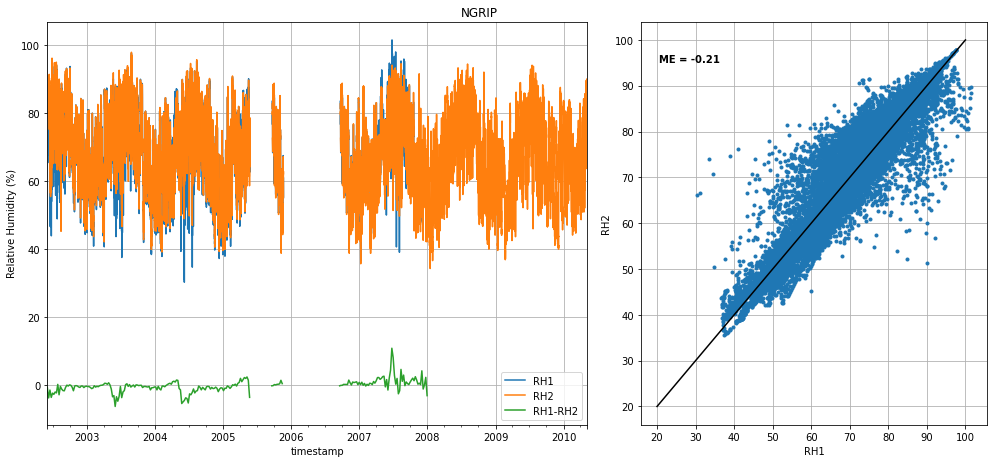 NGRIP
Relative Humidity (%)
100
80
60
40
20
0
2003 2004 2005 2006 2007 2008 2009 2010
timestamp
RH1
RH2
RH1-RH2
ME = -0.21
RH2
100
90
80
70
60
50
40
30
20
20 30 40 50 60 70 80 90 100
RH1